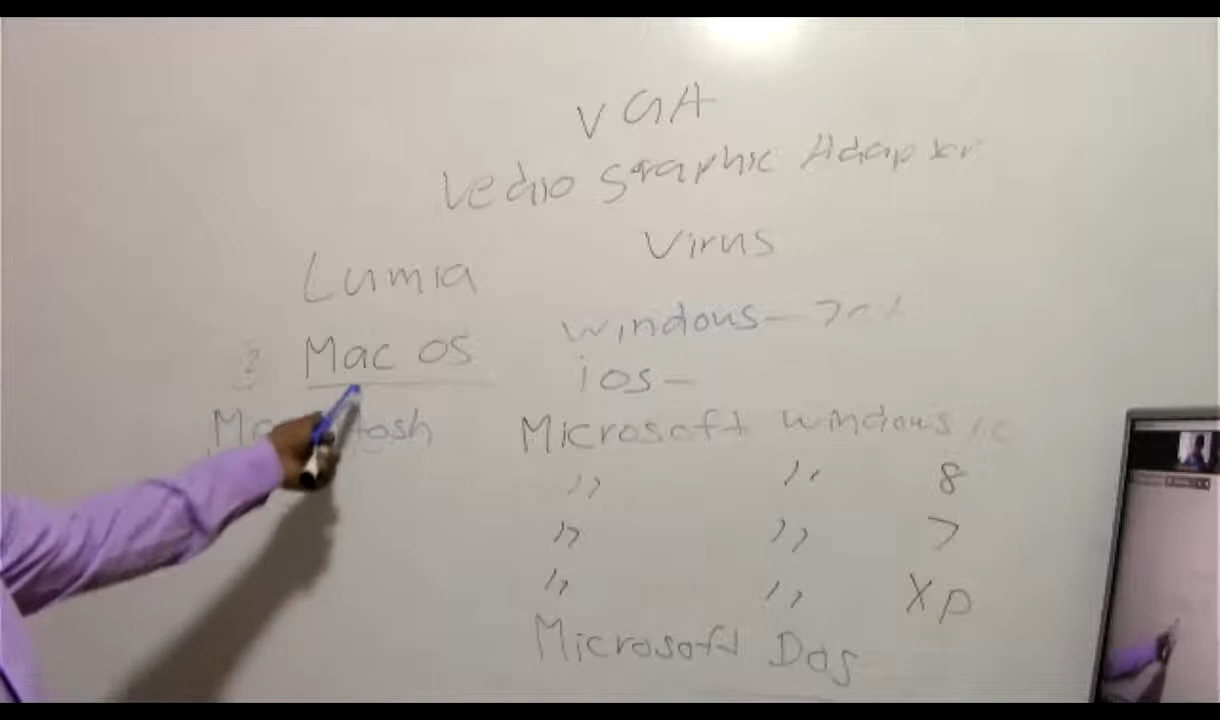 VGA
Vedio Graphic Adapter
Virus
Lumia
Mac OS
Windows -
ios -
Microsoft Windows
,, ,, 8
,, ,, 7
,, ,, XP
Microsoft Dos